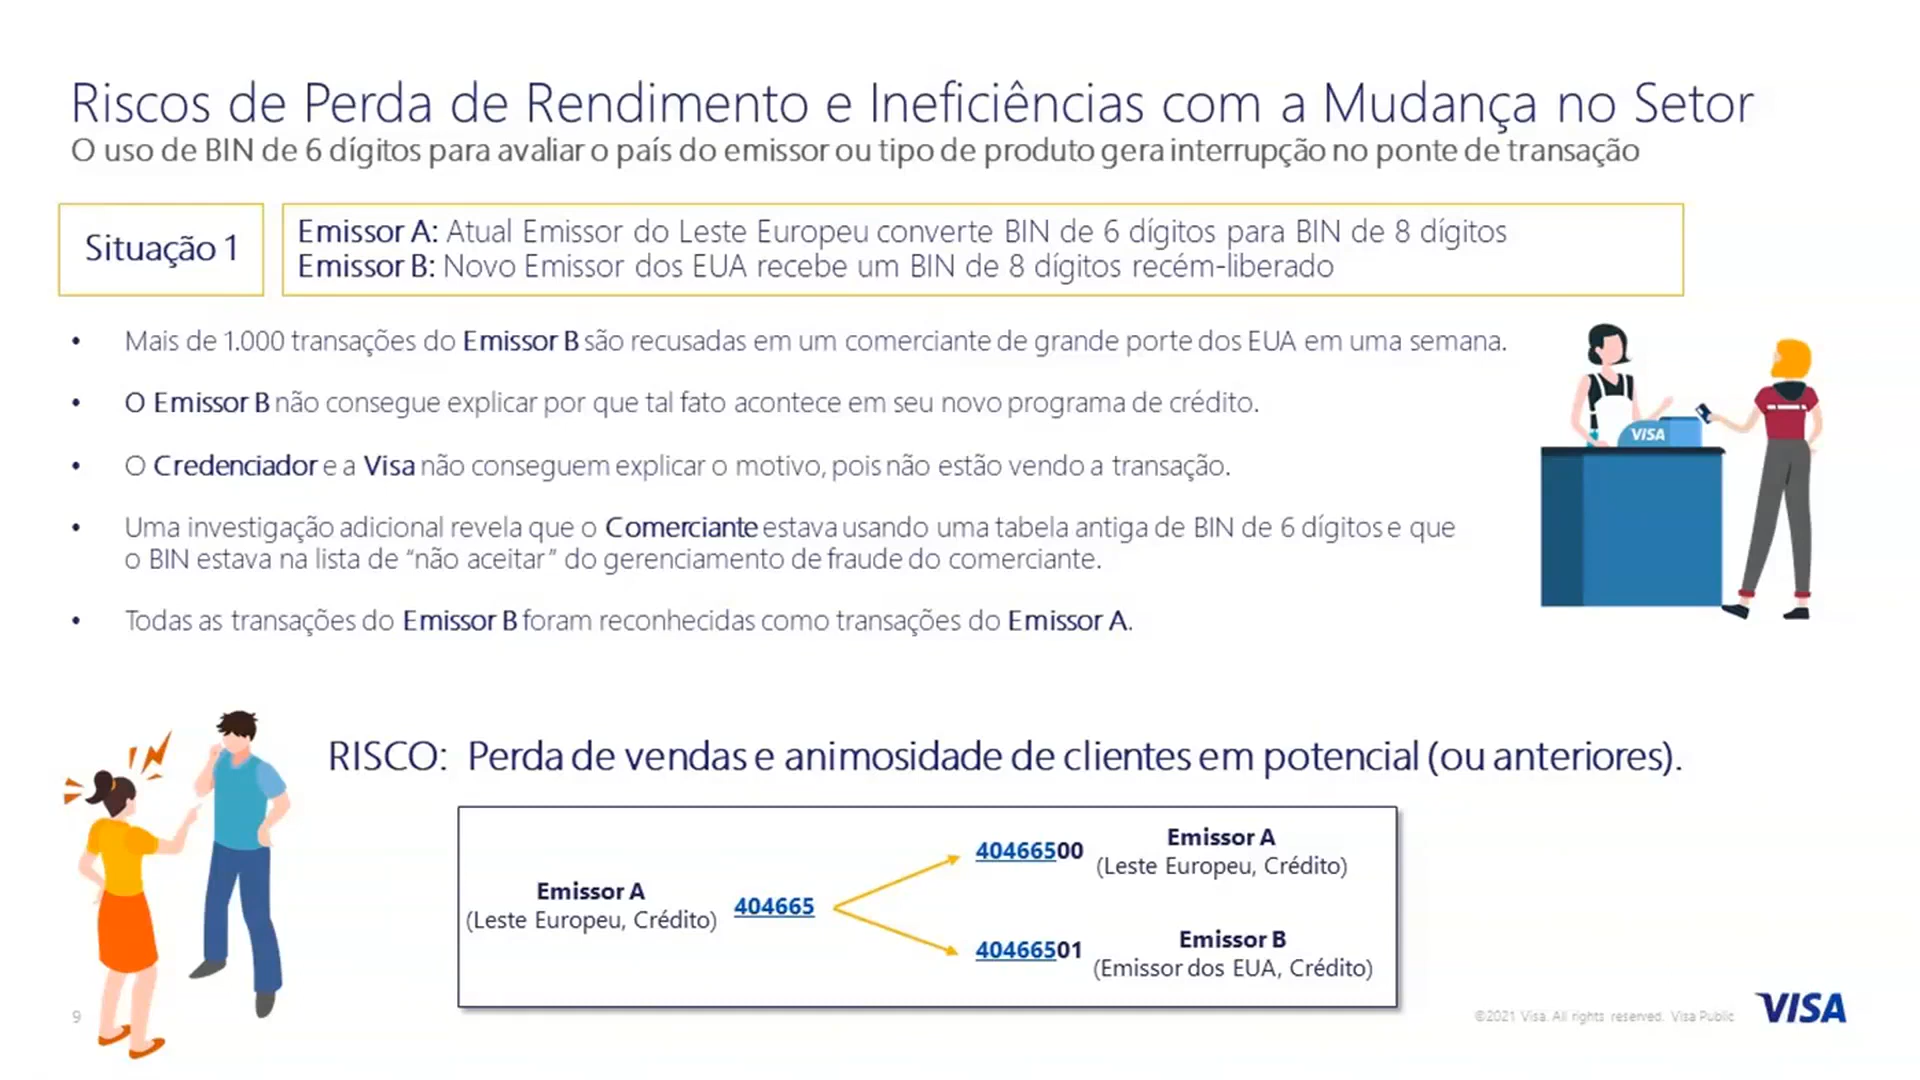 Riscos de Perda de Rendimento e Ineficiências com a Mudança no Setor
O uso de BIN de 6 dígitos para avaliar o país do emissor ou tipo de produto gera interrupção no ponte de transação
Situação 1
Emissor A: Atual Emissor do Leste Europeu converte BIN de 6 dígitos para BIN de 8 dígitos
Emissor B: Novo Emissor dos EUA recebe um BIN de 8 dígitos recém-liberado
• Mais de 1.000 transações do Emissor B são recusadas em um comerciante de grande porte dos EUA em uma semana.
• O Emissor B não consegue explicar por que tal fato acontece em seu novo programa de crédito.
• O Credenciador e a Visa não conseguem explicar o motivo, pois não estão vendo a transação.
• Uma investigação adicional revela que o Comerciante estava usando uma tabela antiga de BIN de 6 dígitos e que
o BIN estava na lista de “não aceitar” do gerenciamento de fraude do comerciante.
• Todas as transações do Emissor B foram reconhecidas como transações do Emissor A.
VISA
RISCO: Perda de vendas e animosidade de clientes em potencial (ou anteriores).
Emissor A
(Leste Europeu, Crédito)
404665
40466500
Emissor A
(Leste Europeu, Crédito)
40466501
Emissor B
(Emissor dos EUA, Crédito)
9
©2021 Visa. All rights reserved. Visa Public
VISA